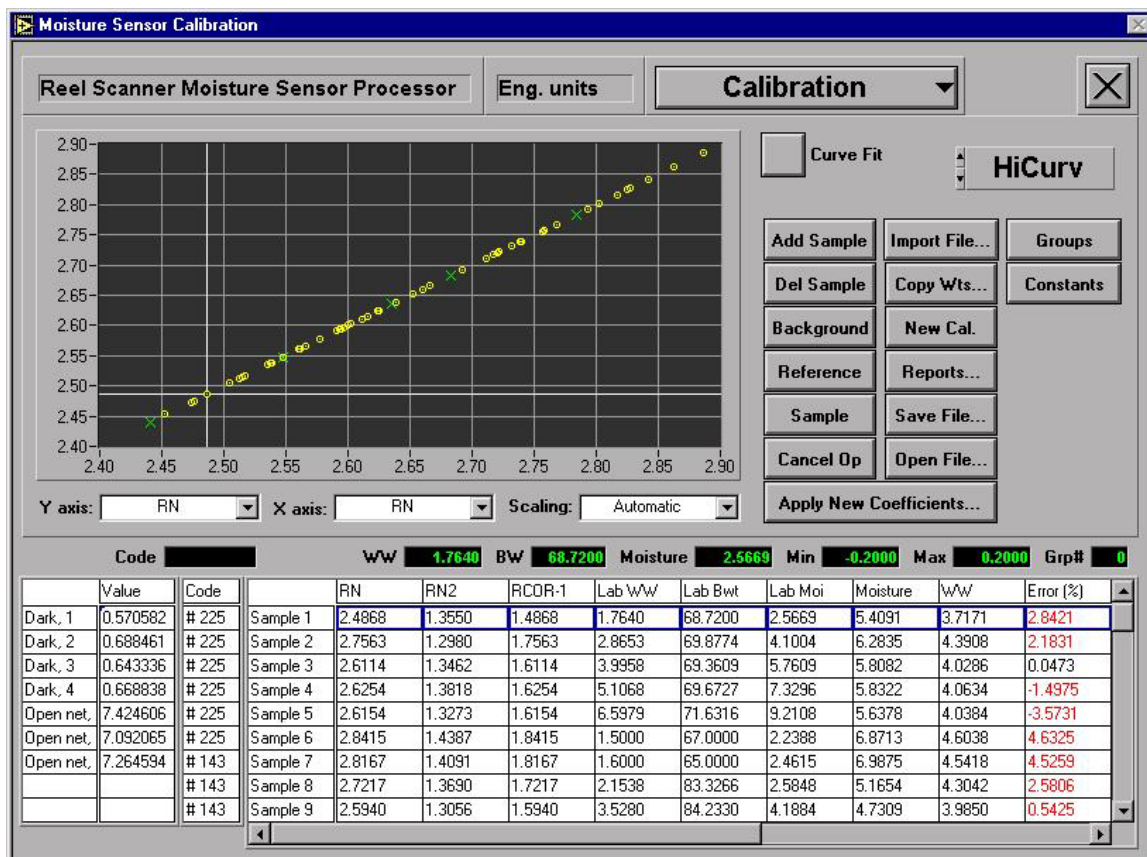 Moisture Sensor Calibration
Reel Scanner Moisture Sensor Processor Eng. units Calibration
2.90
2.85
2.80
2.75
2.70
2.65
2.60
2.55
2.50
2.45
2.40
2.40 2.45 2.50 2.55 2.60 2.65 2.70 2.75 2.80 2.85 2.90
Y axis: RN X axis: RN Scaling: Automatic
Curve Fit HiCurv
Add Sample Import File... Groups
Del Sample Copy Wts... Constants
Background New Cal.
Reference Reports...
Sample Save File...
Cancel Op Open File...
Apply New Coefficients...
Code WW 1.7640 BW 68.7200 Moisture 2.5669 Min -0.2000 Max 0.2000 Grp# 0
Value Code RN RN2 RCOR-1 Lab WW Lab Bwt Lab Moi Moisture WW Error (%)
Dark, 1 0.570582 # 225 Sample 1 2.4868 1.3550 1.4868 1.7640 68.7200 2.5669 5.4091 3.7171 2.8421
Dark, 2 0.688461 # 225 Sample 2 2.7563 1.2980 1.7563 2.8653 69.8774 4.1004 6.2835 4.3908 2.1831
Dark, 3 0.643336 # 225 Sample 3 2.6114 1.3462 1.6114 3.9958 69.3609 5.7609 5.8082 4.0286 0.0473
Dark, 4 0.668838 # 225 Sample 4 2.6254 1.3818 1.6254 5.1068 69.6727 7.3296 5.8322 4.0634 -1.4975
Open net, 7.424606 # 225 Sample 5 2.6154 1.3273 1.6154 6.5979 71.6316 9.2108 5.6378 4.0384 -3.5731
Open net, 7.092065 # 225 Sample 6 2.8415 1.4387 1.8415 1.5000 67.0000 2.2388 6.8713 4.6038 4.6325
Open net, 7.264594 # 143 Sample 7 2.8167 1.4091 1.8167 1.6000 65.0000 2.4615 6.9875 4.5418 4.5259
# 143 Sample 8 2.7217 1.3690 1.7217 2.1538 83.3266 2.5848 5.1654 4.3042 2.5806
# 143 Sample 9 2.5940 1.3056 1.5940 3.5280 84.2330 4.1884 4.7309 3.9850 0.5425